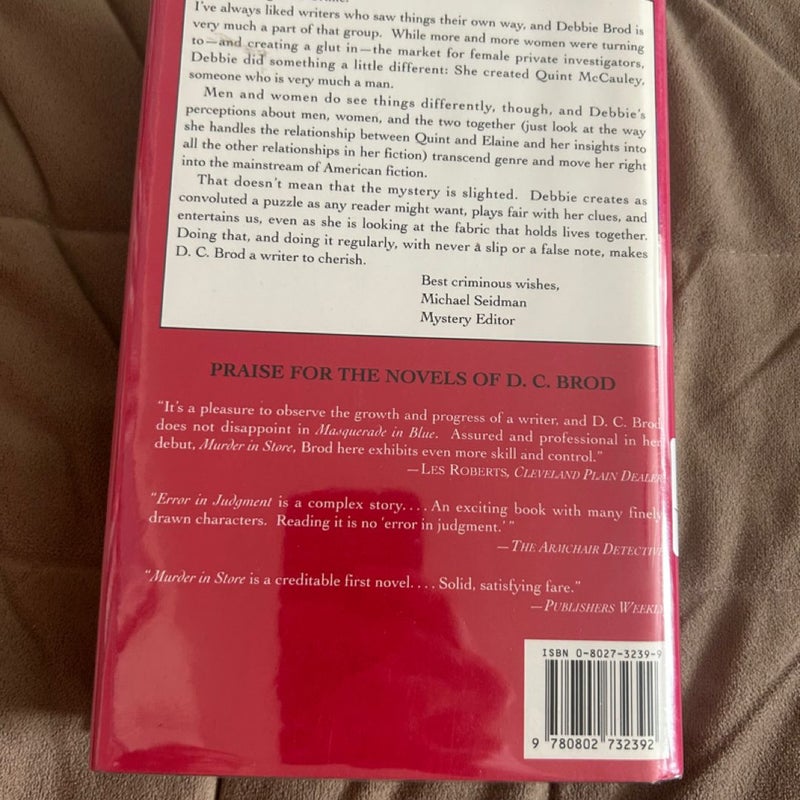 I've always liked writers who saw things their own way, and Debbie Brod is
very much a part of that group. While more and more women were turning
to—and creating a glut in—the market for female private investigators,
Debbie did something a little different: She created Quint McCauley,
someone who is very much a man.
Men and women do see things differently, though, and Debbie's
perceptions about men, women, and the two together (just look at the way
she handles the relationship between Quint and Elaine and her insights into
all the other relationships in her fiction) transcend genre and move her right
into the mainstream of American fiction.
That doesn't mean that the mystery is slighted. Debbie creates as
convoluted a puzzle as any reader might want, plays fair with her clues, and
entertains us, even as she is looking at the fabric that holds lives together.
Doing that, and doing it regularly, with never a slip or a false note, makes
D. C. Brod a writer to cherish.
Best criminous wishes,
Michael Seidman
Mystery Editor
PRAISE FOR THE NOVELS OF D. C. BROD
"It's a pleasure to observe the growth and progress of a writer, and D. C. Brod
does not disappoint in Masquerade in Blue. Assured and professional in her
debut, Murder in Store, Brod here exhibits even more skill and control."
—LES ROBERTS, CLEVELAND PLAIN DEALER
"Error in Judgment is a complex story.... An exciting book with many finely
drawn characters. Reading it is no 'error in judgment.'"
—THE ARMCHAIR DETECTIVE
"Murder in Store is a creditable first novel.... Solid, satisfying fare."
—PUBLISHERS WEEKLY
ISBN 0-8027-3239-9
9 780802 732392